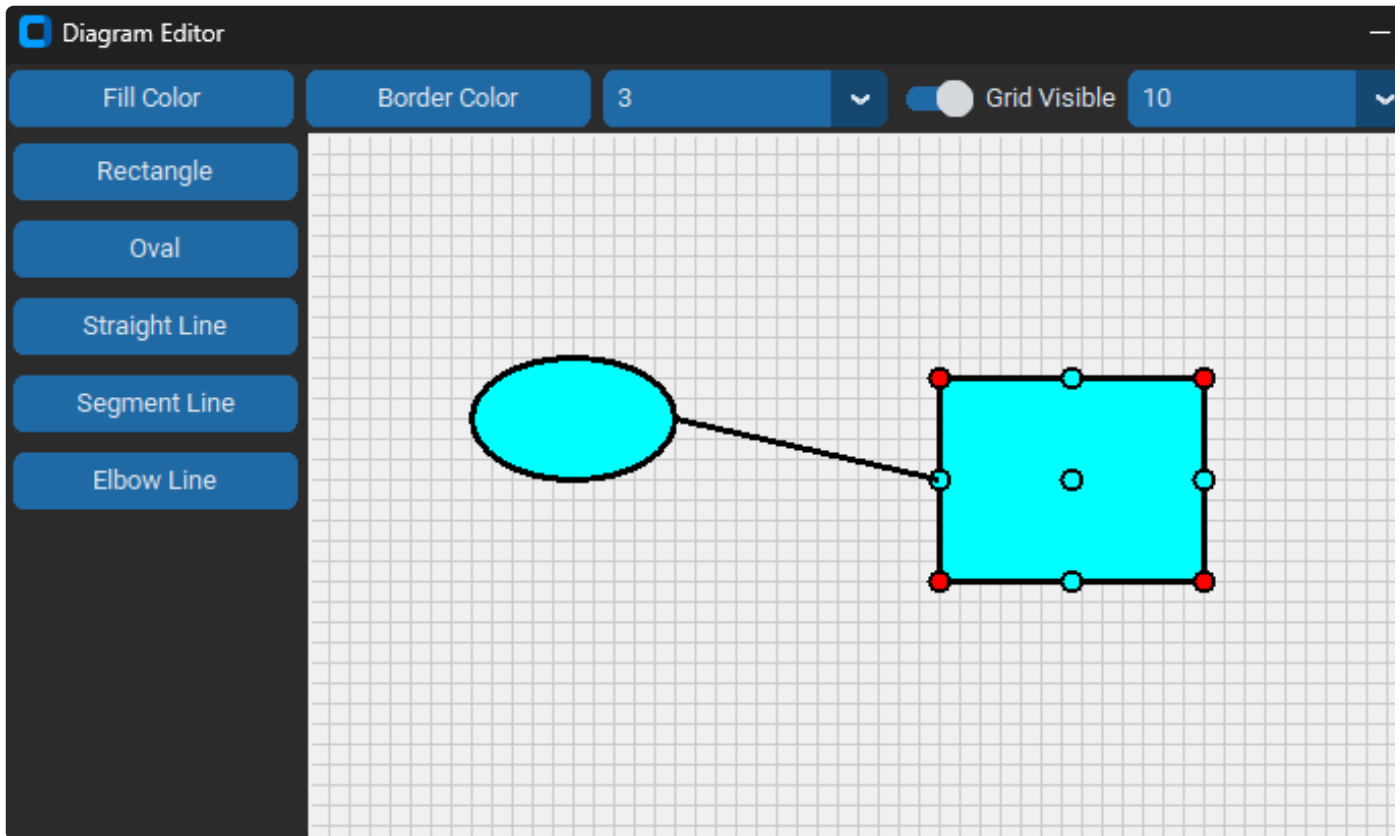 Diagram Editor
Fill Color
Border Color
3
Grid Visible
10
Rectangle
Oval
Straight Line
Segment Line
Elbow Line